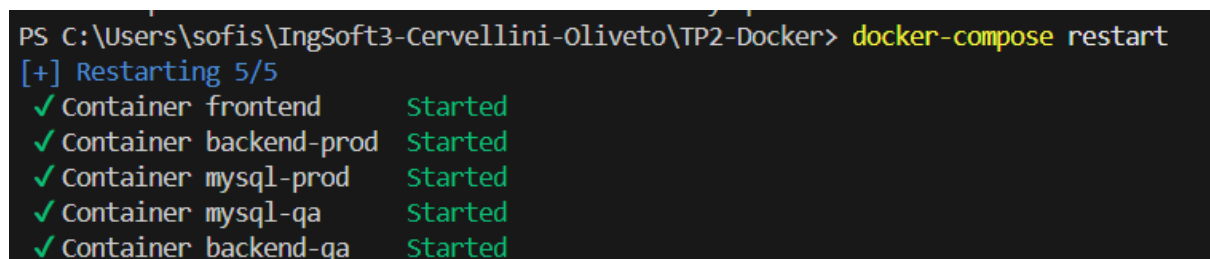 PS C:\Users\sofis\IngSoft3-Cervellini-Oliveto\TP2-Docker> docker-compose restart
[+] Restarting 5/5
✓ Container frontend Started
✓ Container backend-prod Started
✓ Container mysql-prod Started
✓ Container mysql-qa Started
✓ Container backend-qa Started